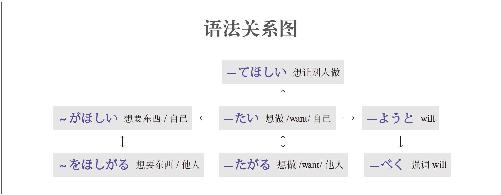 语法关系图
—てほしい 想让别人做
~がほしい 想要东西 / 自己 ← —たい 想做 /want/ 自己 → —ようと will
~をほしがる 想要东西 / 他人 —たがる 想做 /want/ 他人 —べく 说词 will